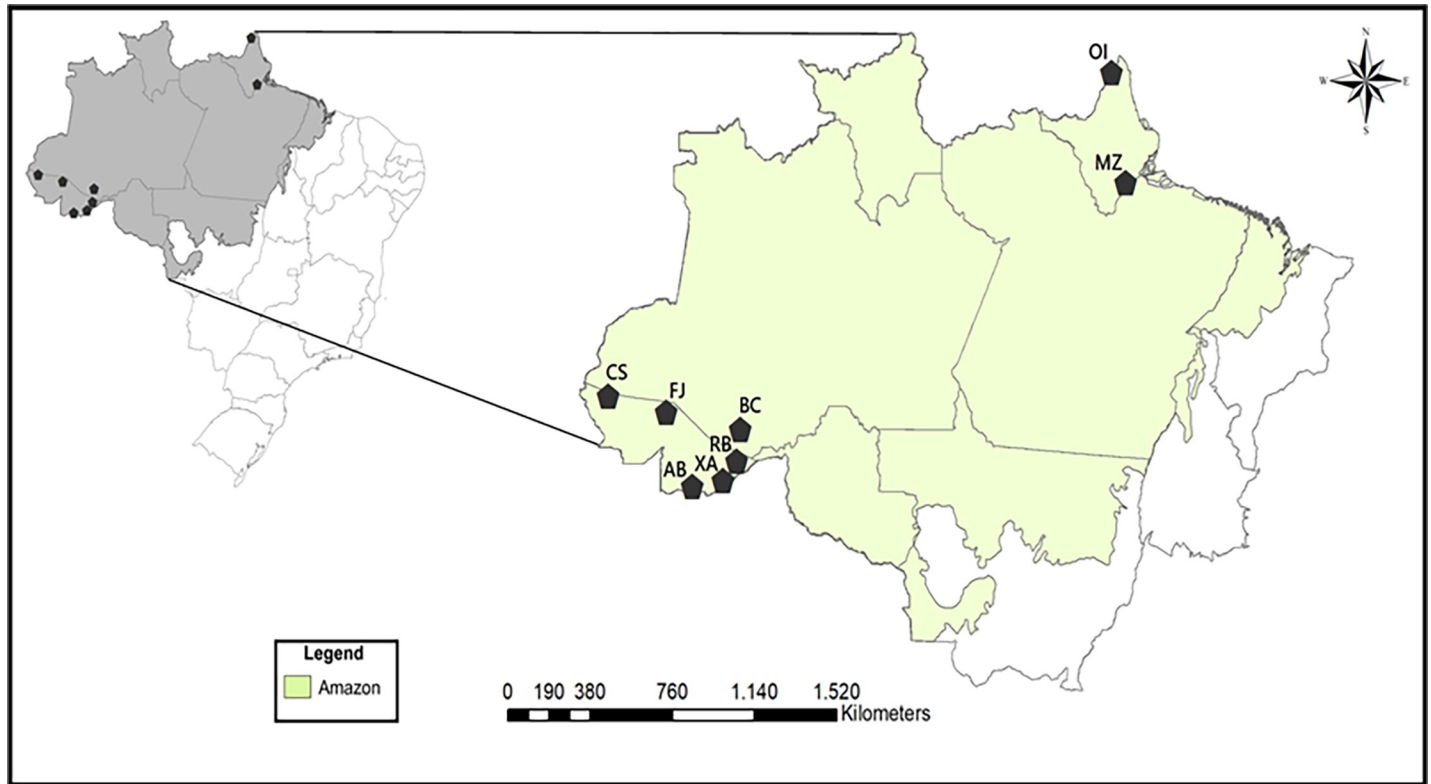 N
W E
S
OI
MZ
CS
FJ
BC
RB
AB XA
Legend
Amazon
0 190 380 760 1.140 1.520
Kilometers